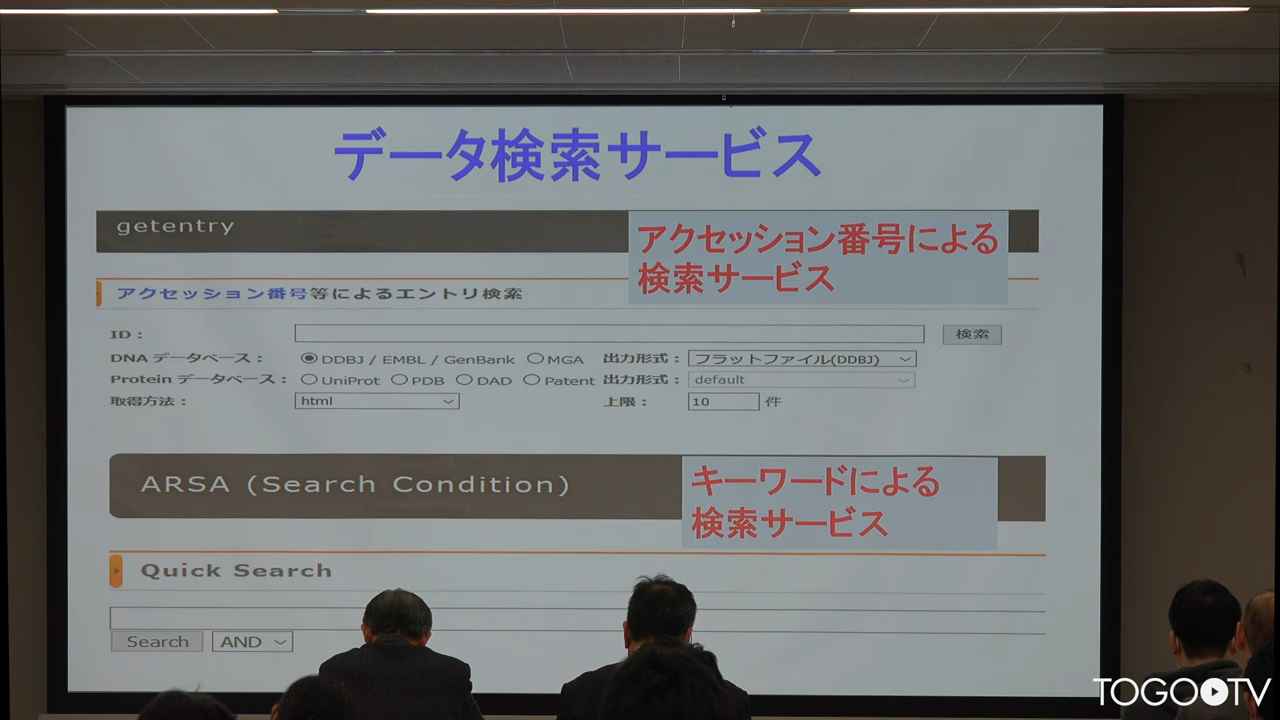 データ検索サービス
getentry
アクセッション番号による
検索サービス
アクセッション番号等によるエントリ検索
ID : 検索
DNA データベース : DDBJ / EMBL / GenBank MGA 出力形式 : フラットファイル(DDBJ)
Protein データベース : UniProt PDB DAD Patent 出力形式 : default
取得方法 : html 上限 : 10 件
ARSA (Search Condition)
キーワードによる
検索サービス
Quick Search
Search AND
TOGOTV